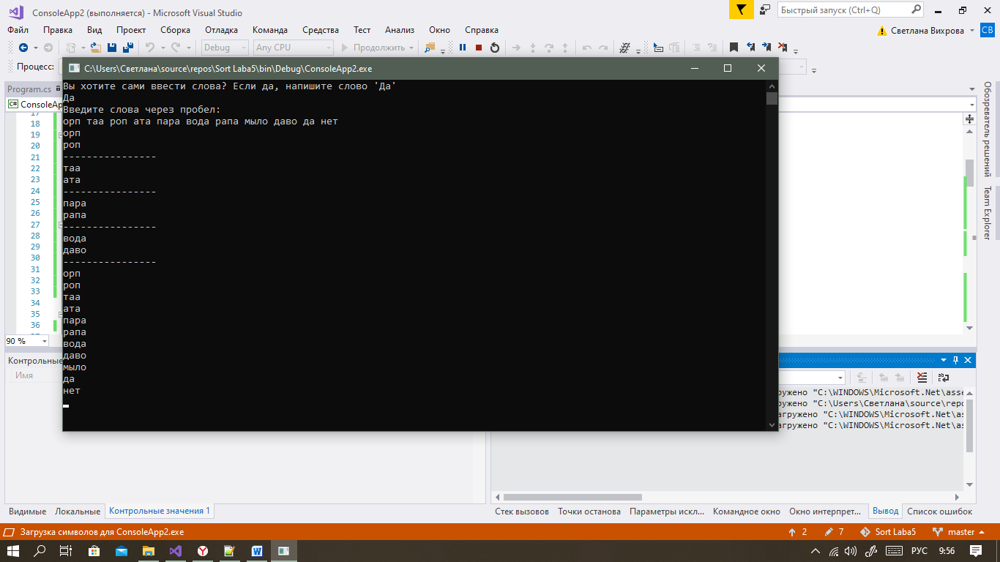 ConsoleApp2 (выполняется) - Microsoft Visual Studio
Быстрый запуск (Ctrl+Q)
Файл Правка Вид Проект Сборка Отладка Команда Средства Тест Анализ Окно Справка
Светлана Вихрова СВ
Debug Any CPU Продолжить
Процесс:
C:\Users\Светлана\source\repos\Sort Laba5\bin\Debug\ConsoleApp2.exe
Program.cs
C# ConsoleAp
Вы хотите сами ввести слова? Если да, напишите слово 'Да'
Да
Введите слова через пробел:
орп таа роп ата пара вода рапа мыло даво да нет
орп
роп
----------------
таа
ата
----------------
пара
рапа
----------------
вода
даво
----------------
орп
роп
таа
ата
пара
рапа
вода
даво
мыло
да
нет
17
18
19
20
21
22
23
24
25
26
27
28
29
30
31
32
33
34
35
36
90 %
Обозреватель решений
Team Explorer
Контрольные
Имя
ружено "C:\WINDOWS\Microsoft.Net\asse
ружено "C:\Users\Светлана\source\repo
агружено "C:\WINDOWS\Microsoft.Net\as
агружено "C:\WINDOWS\Microsoft.Net\as
Видимые Локальные Контрольные значения 1
Стек вызовов Точки останова Параметры искл... Командное окно Окно интерпрет... Вывод Список ошибок
Загрузка символов для ConsoleApp2.exe
2 7 Sort Laba5 master
РУС 9:56